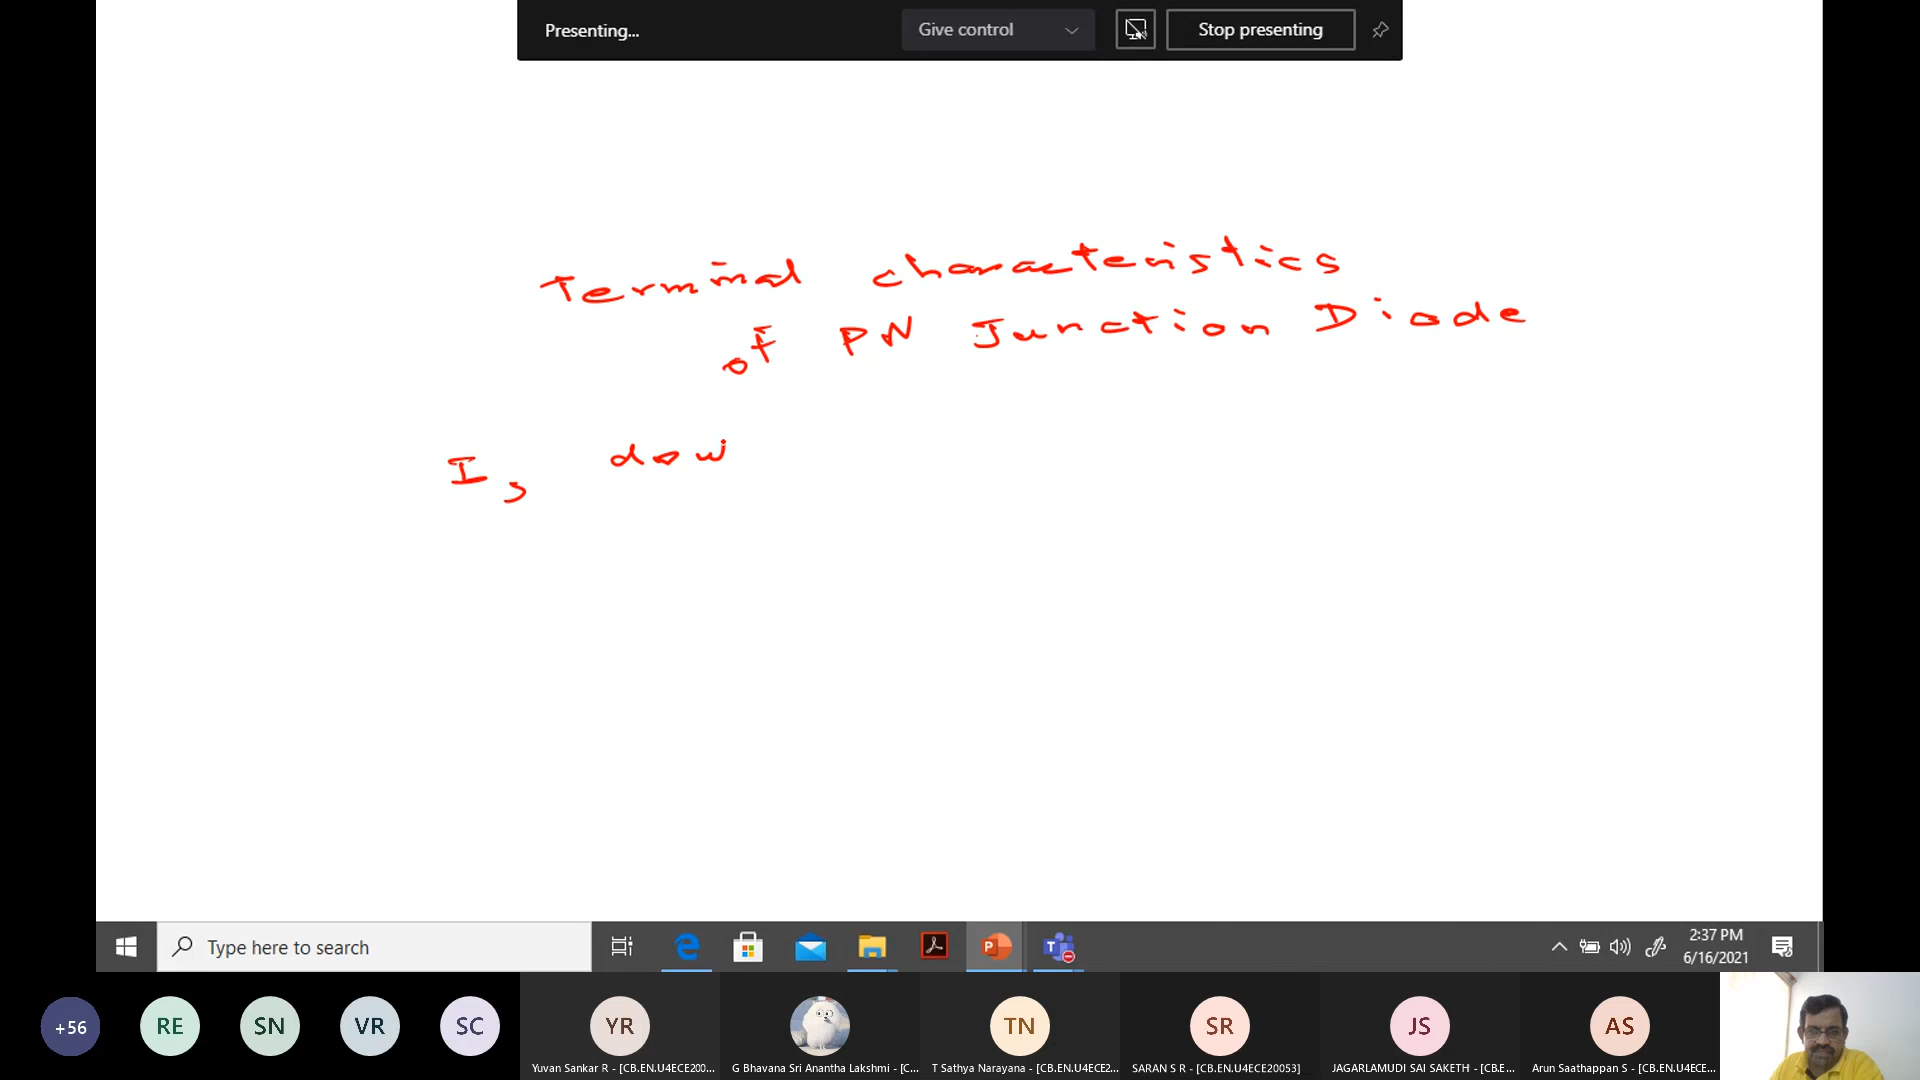 Presenting...
Give control
Stop presenting
Terminal characteristics
of PN Junction Diode
I s
Type here to search
2:37 PM
6/16/2021
+56
RE
SN
VR
SC
YR
TN
SR
JS
AS
Yuvan Sankar R - [CB.EN.U4ECE200...
G Bhavana Sri Anantha Lakshmi - [C...
T Sathya Narayana - [CB.EN.U4ECE2...
SARAN S R - [CB.EN.U4ECE20053]
JAGARLAMUDI SAI SAKETH - [CB.E...
Arun Saathappan S - [CB.EN.U4ECE...